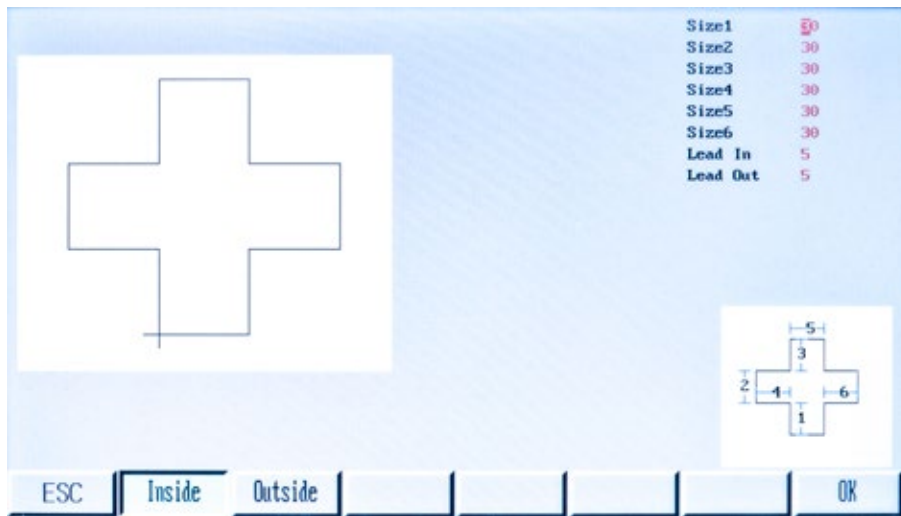 Size1 30
Size2 30
Size3 30
Size4 30
Size5 30
Size6 30
Lead In 5
Lead Out 5
5
3
2
4
6
1
ESC Inside Outside OK